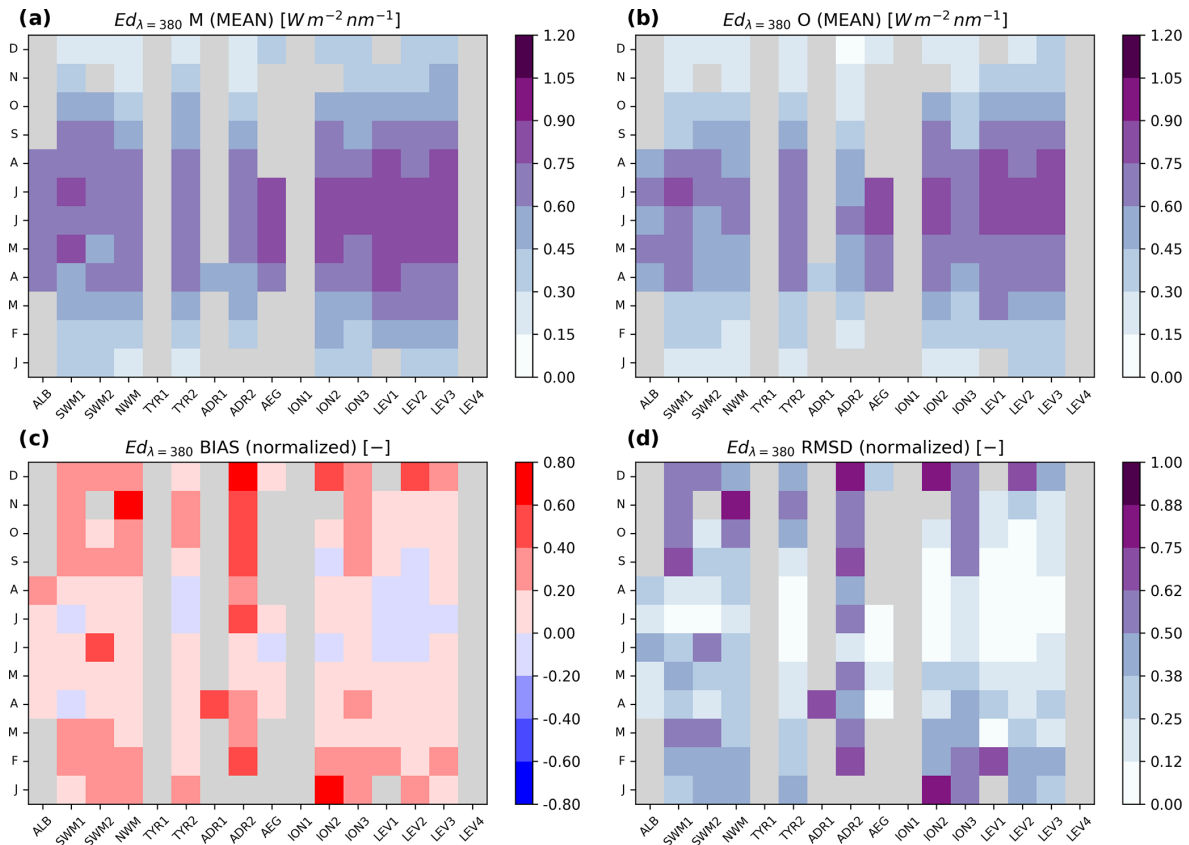 (a)
Ed λ=380 M (MEAN) [W m−2 nm−1]
D
N
O
S
A
J
J
M
A
M
F
J
ALB SWM1 SWM2 NWM TYR1 TYR2 ADR1 ADR2 AEG ION1 ION2 ION3 LEV1 LEV2 LEV3 LEV4
1.20
1.05
0.90
0.75
0.60
0.45
0.30
0.15
0.00
(b)
Ed λ=380 O (MEAN) [W m−2 nm−1]
D
N
O
S
A
J
J
M
A
M
F
J
ALB SWM1 SWM2 NWM TYR1 TYR2 ADR1 ADR2 AEG ION1 ION2 ION3 LEV1 LEV2 LEV3 LEV4
1.20
1.05
0.90
0.75
0.60
0.45
0.30
0.15
0.00
(c)
Ed λ=380 BIAS (normalized) [−]
D
N
O
S
A
J
J
M
A
M
F
J
ALB SWM1 SWM2 NWM TYR1 TYR2 ADR1 ADR2 AEG ION1 ION2 ION3 LEV1 LEV2 LEV3 LEV4
0.80
0.60
0.40
0.20
0.00
-0.20
-0.40
-0.60
-0.80
(d)
Ed λ=380 RMSD (normalized) [−]
D
N
O
S
A
J
J
M
A
M
F
J
ALB SWM1 SWM2 NWM TYR1 TYR2 ADR1 ADR2 AEG ION1 ION2 ION3 LEV1 LEV2 LEV3 LEV4
1.00
0.88
0.75
0.62
0.50
0.38
0.25
0.12
0.00